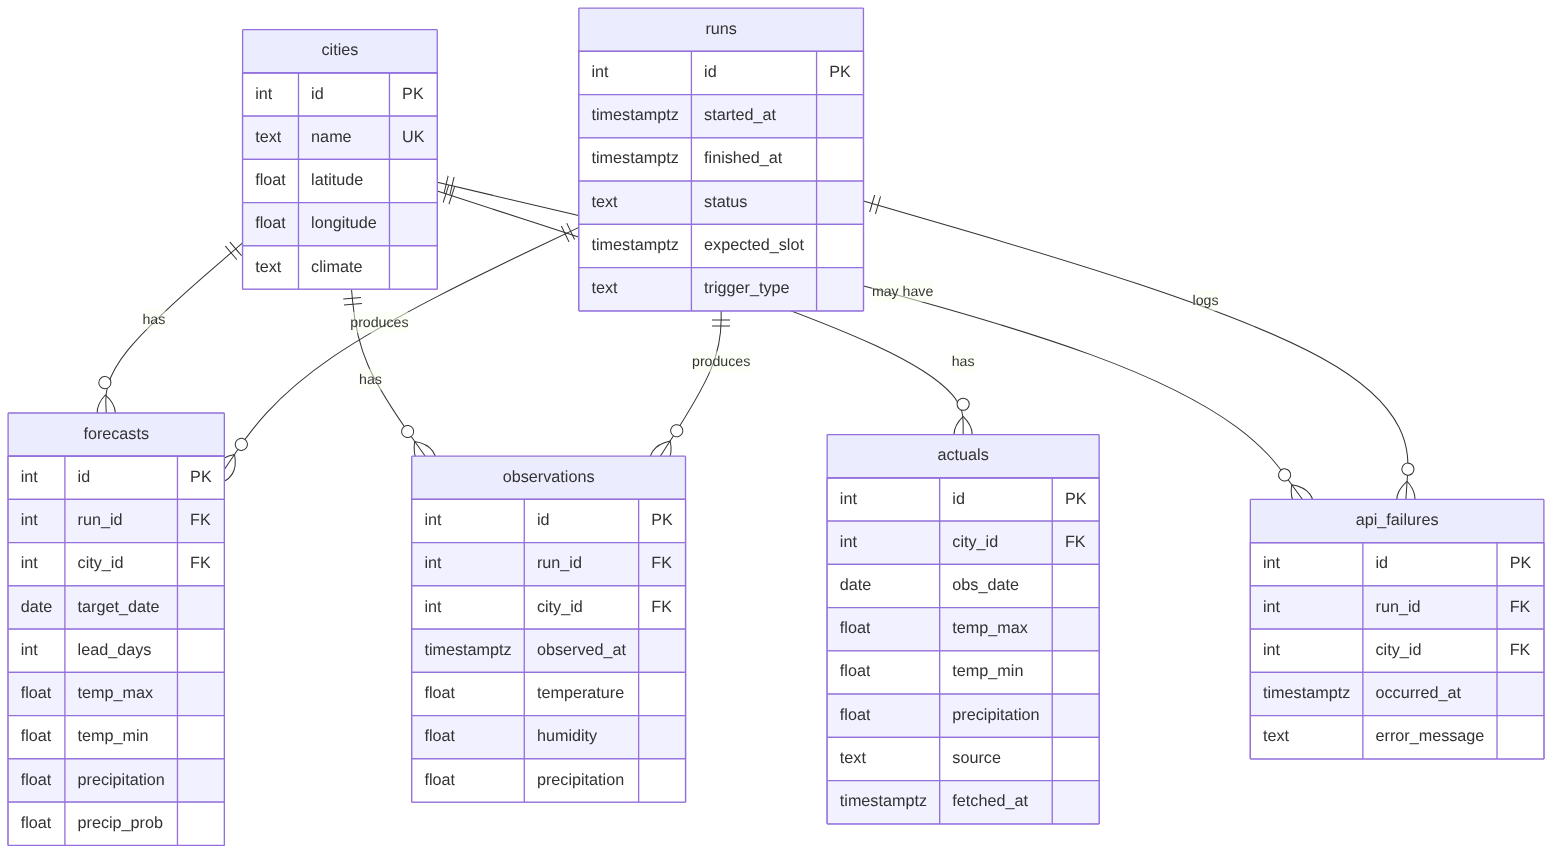 cities
int id PK
text name UK
float latitude
float longitude
text climate
runs
int id PK
timestamptz started_at
timestamptz finished_at
text status
timestamptz expected_slot
text trigger_type
has
produces
has
produces
has
may have
logs
forecasts
int id PK
int run_id FK
int city_id FK
date target_date
int lead_days
float temp_max
float temp_min
float precipitation
float precip_prob
observations
int id PK
int run_id FK
int city_id FK
timestamptz observed_at
float temperature
float humidity
float precipitation
actuals
int id PK
int city_id FK
date obs_date
float temp_max
float temp_min
float precipitation
text source
timestamptz fetched_at
api_failures
int id PK
int run_id FK
int city_id FK
timestamptz occurred_at
text error_message